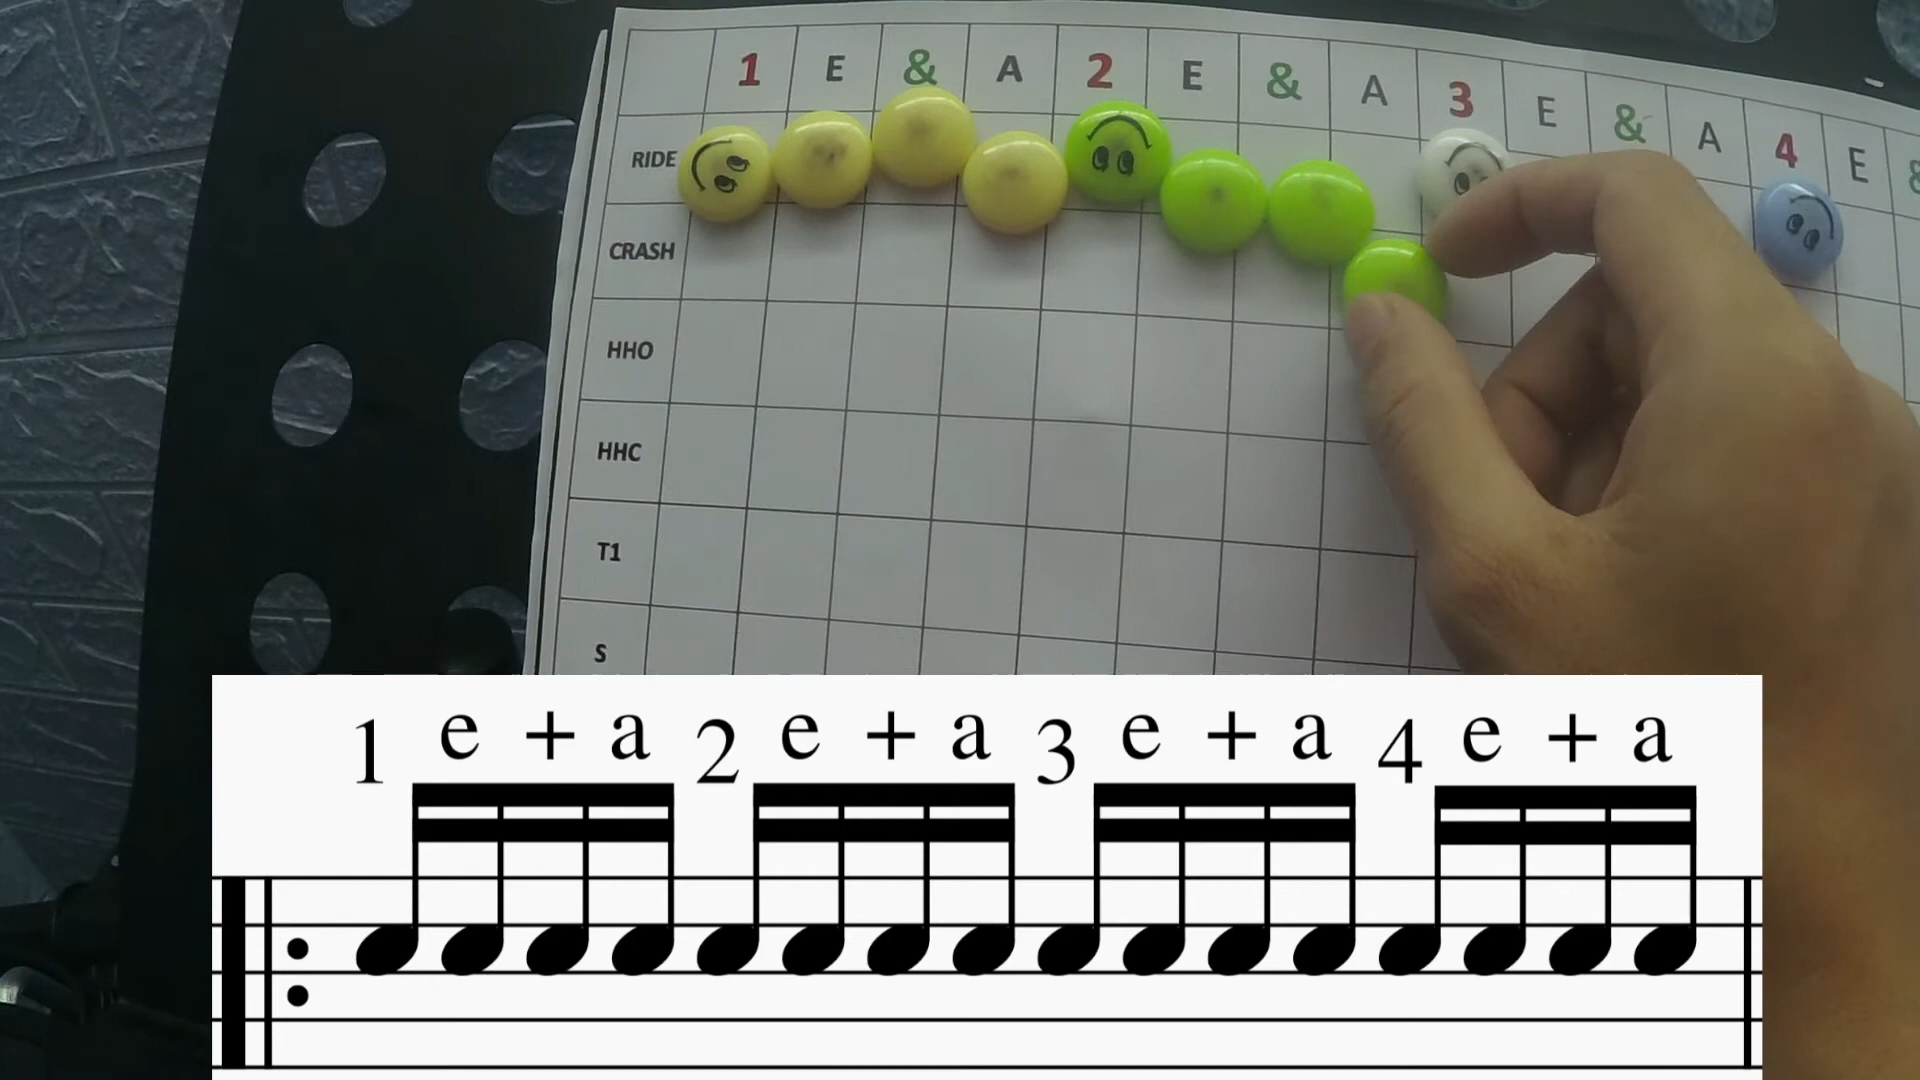 1 E & A 2 E & A 3 E & A 4 E
RIDE
CRASH
HHO
HHC
T1
S
1 e + a 2 e + a 3 e + a 4 e + a